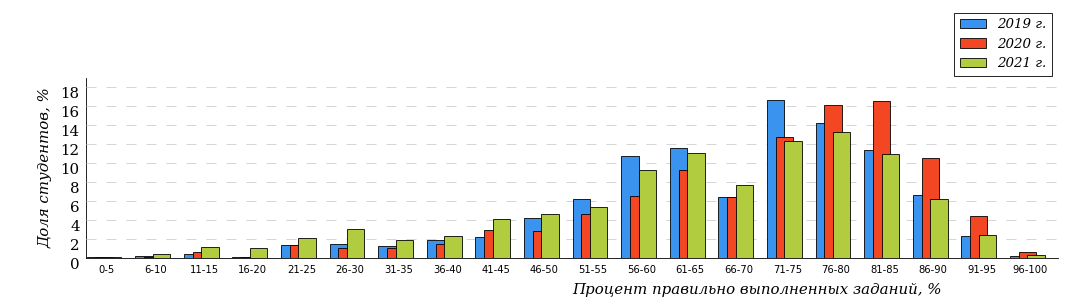 2019 г.
2020 г.
2021 г.
Доля студентов, %
18
16
14
12
10
8
6
4
2
0
0-5 6-10 11-15 16-20 21-25 26-30 31-35 36-40 41-45 46-50 51-55 56-60 61-65 66-70 71-75 76-80 81-85 86-90 91-95 96-100
Процент правильно выполненных заданий, %